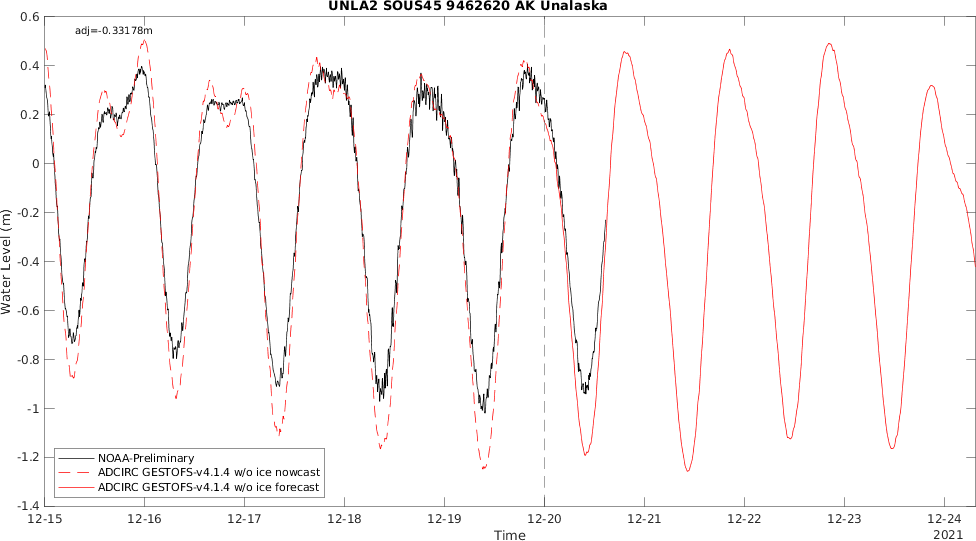 UNLA2 SOUS45 9462620 AK Unalaska
adj=-0.33178m
0.6
0.4
0.2
0
-0.2
-0.4
-0.6
-0.8
-1
-1.2
-1.4
Water Level (m)
NOAA-Preliminary
ADCIRC GESTOFS-v4.1.4 w/o ice nowcast
ADCIRC GESTOFS-v4.1.4 w/o ice forecast
12-15 12-16 12-17 12-18 12-19 12-20 12-21 12-22 12-23 12-24
Time
2021